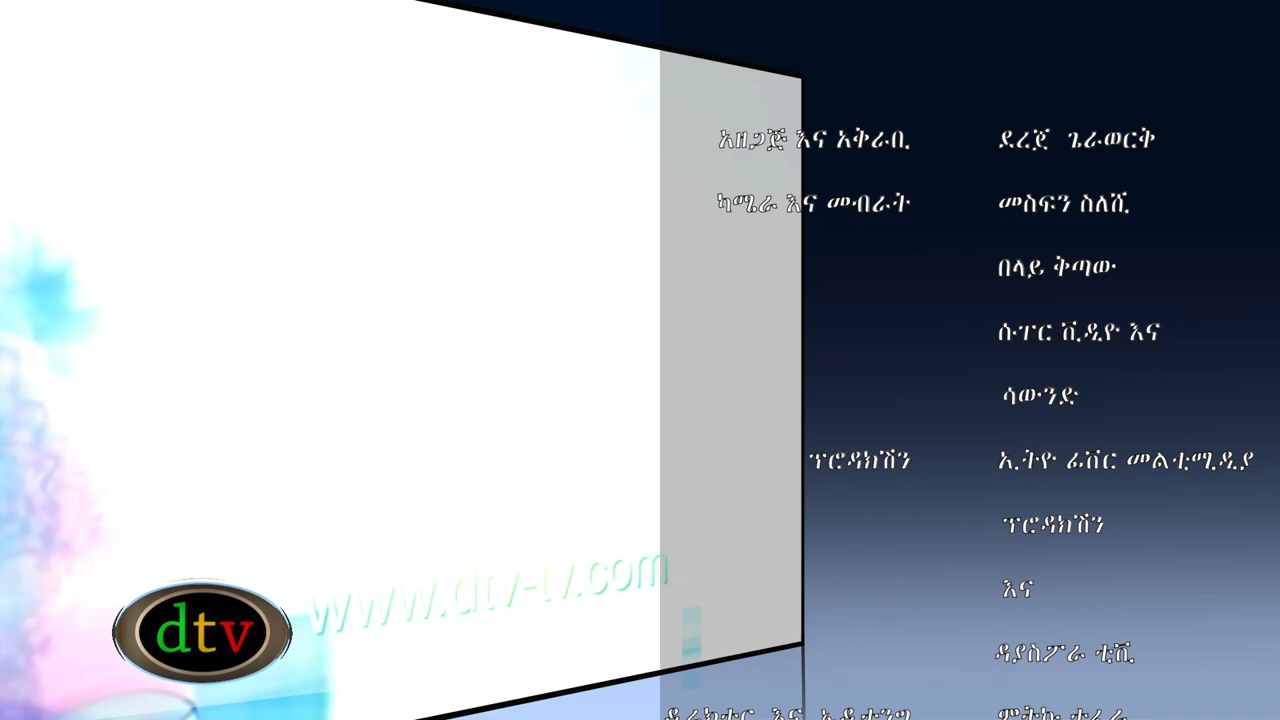 አዘጋጅ እና አቅራቢ ደረጀ ጌራወርቅ
ካሜራ እና መብራት መስፍን ስለሺ
በላይ ቅጣው
ሱፐር ቪዲዮ እና
ሳውንድ
ፕሮዳክሽን ኢትዮ ፊሸር መልቲሚዲያ
ፕሮዳክሽን
www.dtv-tv.com
እና
dtv
ዳያስፖራ ቲቪ